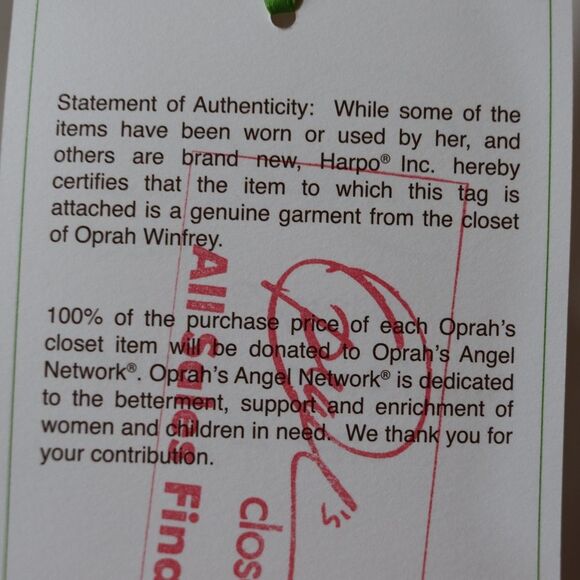 Statement of Authenticity: While some of the
items have been worn or used by her, and
others are brand new, Harpo® Inc. hereby
certifies that the item to which this tag is
attached is a genuine garment from the closet
of Oprah Winfrey.
100% of the purchase price of each Oprah's
closet item will be donated to Oprah's Angel
Network®. Oprah's Angel Network® is dedicated
to the betterment, support and enrichment of
women and children in need. We thank you for
your contribution.
All Sales Fina
's
clos